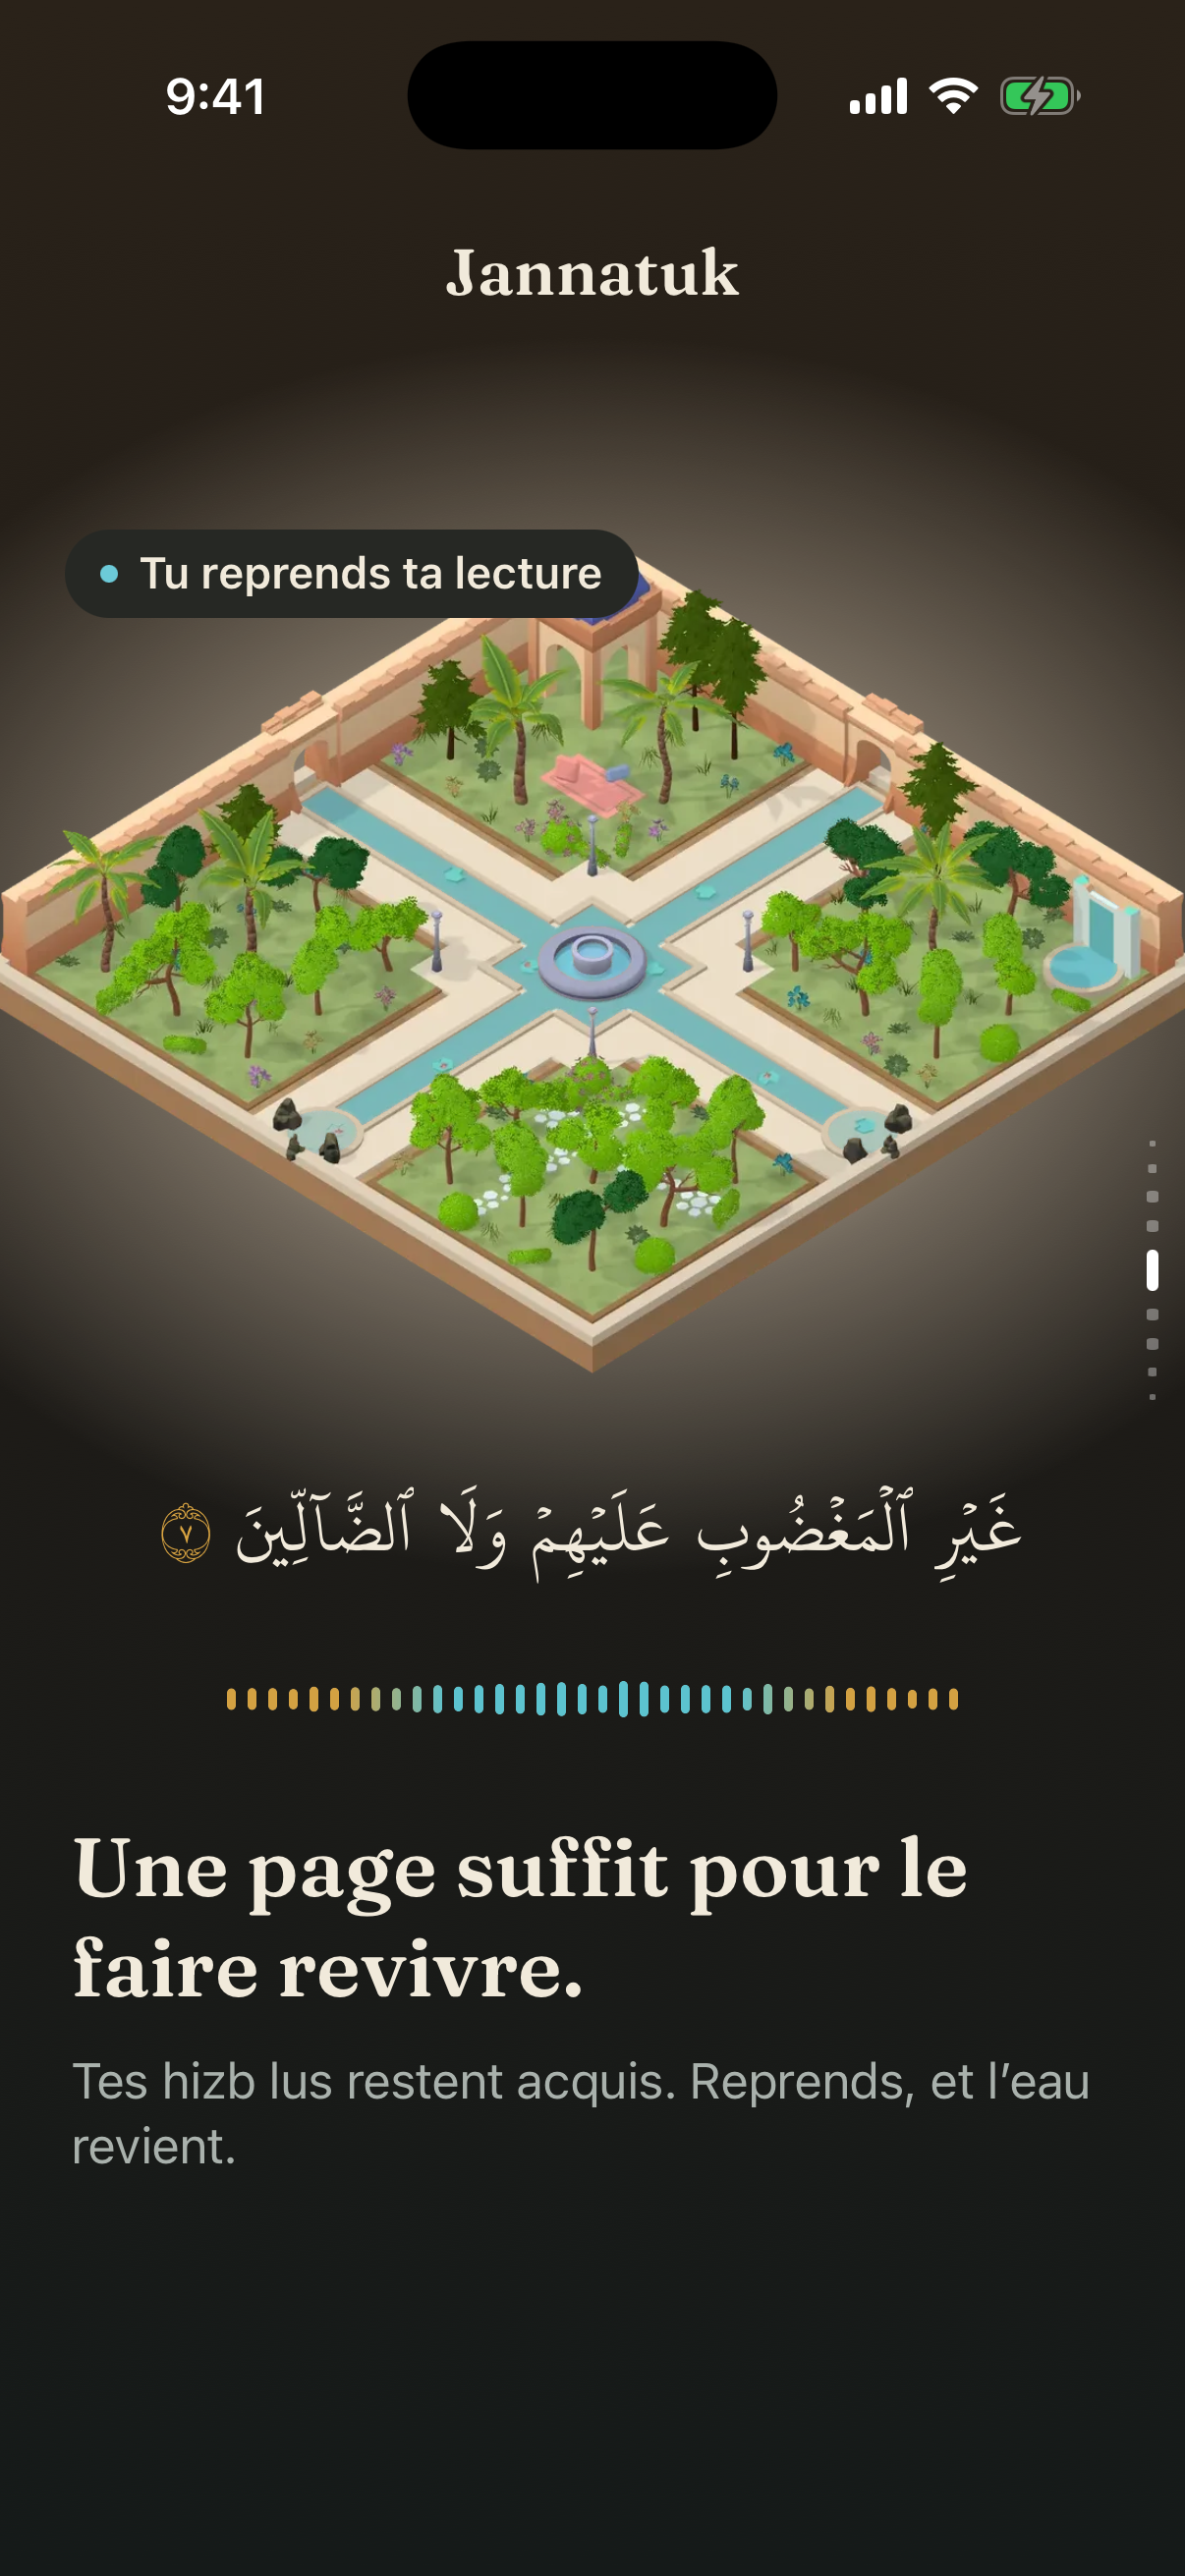 9:41
Jannatuk
Tu reprends ta lecture
غَيْرِ ٱلْمَغْضُوبِ عَلَيْهِمْ وَلَا ٱلضَّآلِّينَ ٧
Une page suffit pour le
faire revivre.
Tes hizb lus restent acquis. Reprends, et l’eau
revient.